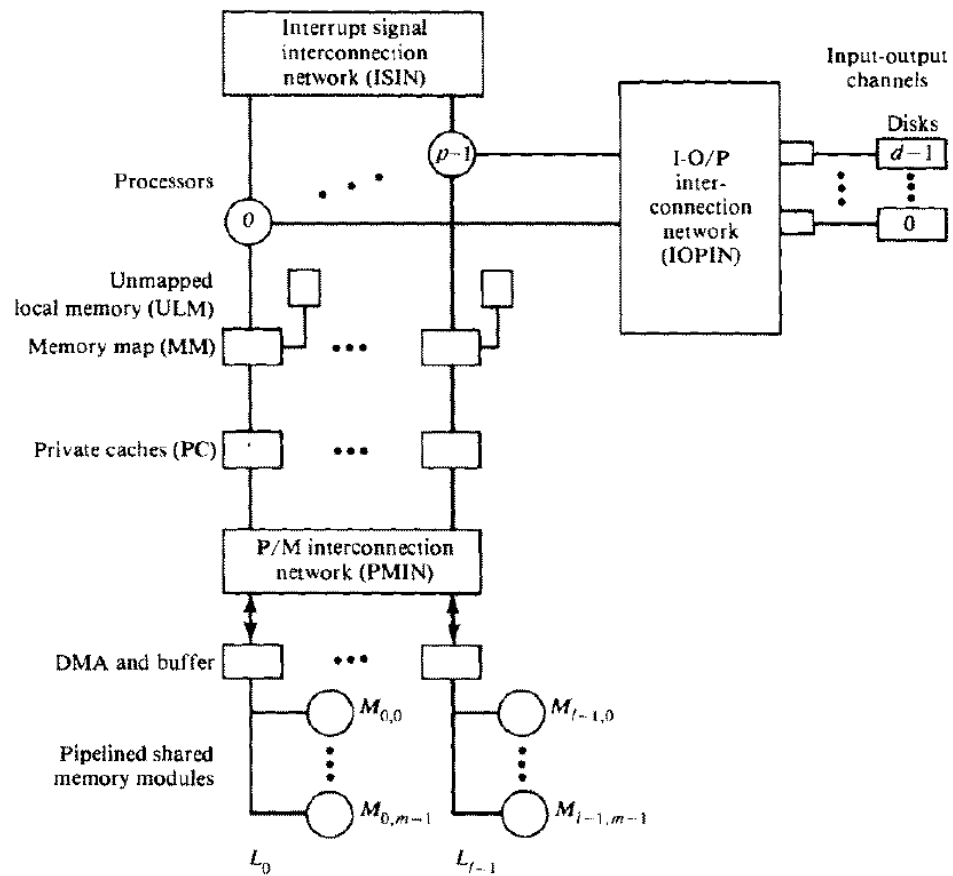 Interrupt signal
interconnection
network (ISIN)
Input-output
channels
Disks
p−1
I-O/P
inter-
connection
network
(IOPIN)
d−1
Processors
0
0
Unmapped
local memory (ULM)
Memory map (MM)
Private caches (PC)
P/M interconnection
network (PMIN)
DMA and buffer
M0,0
Ml−1,0
Pipelined shared
memory modules
M0,m−1
Ml−1,m−1
L0
Ll−1